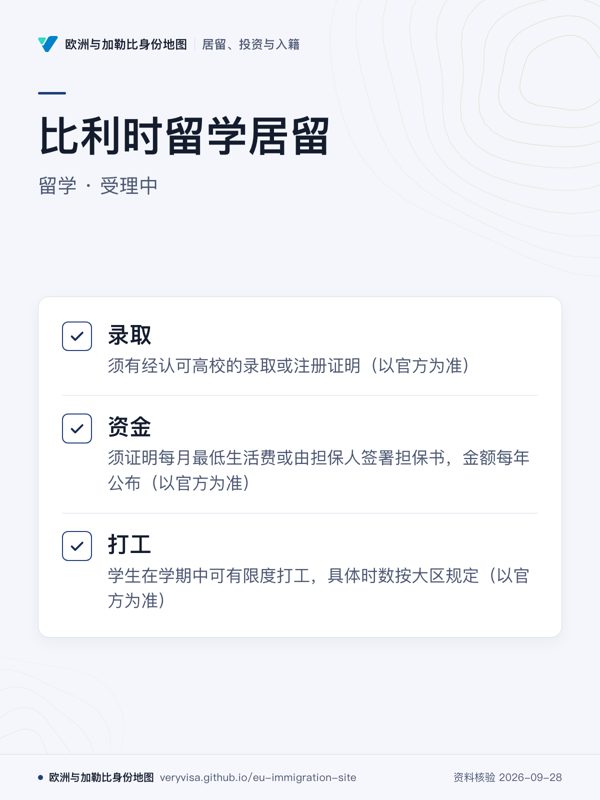 欧洲与加勒比身份地图 居留、投资与入籍
比利时留学居留
留学 · 受理中
录取
须有经认可高校的录取或注册证明（以官方为准）
资金
须证明每月最低生活费或由担保人签署担保书，金额每年
公布（以官方为准）
打工
学生在学期中可有限度打工，具体时数按大区规定（以官
方为准）
欧洲与加勒比身份地图 veryvisa.github.io/eu-immigration-site 资料核验 2026-09-28